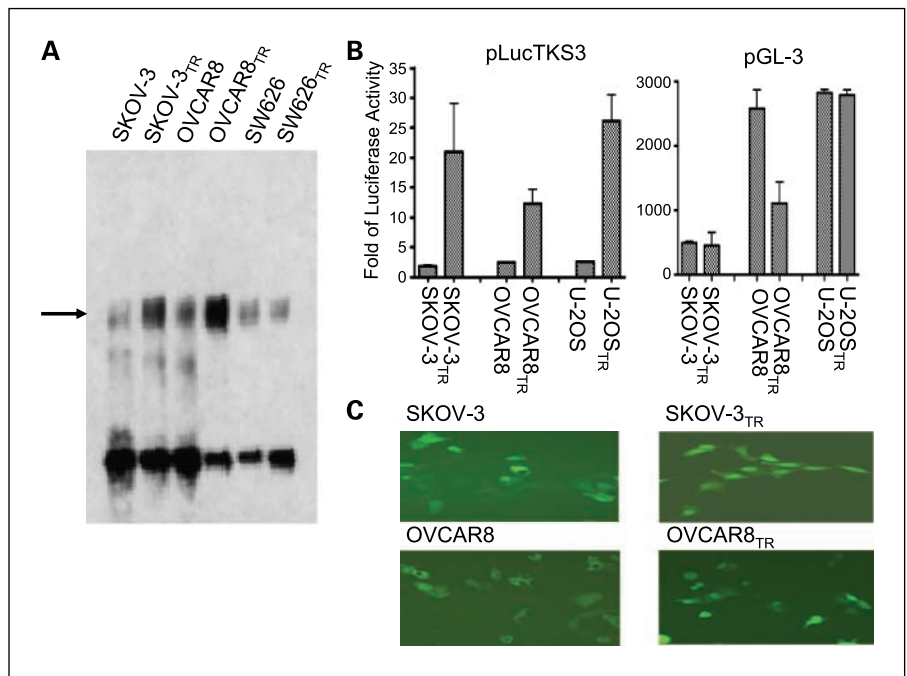 A
SKOV-3
SKOV-3TR
OVCAR8
OVCAR8TR
SW626
SW626TR
B
pLucTKS3
Fold of Luciferase Activity
35
30
25
20
15
10
5
0
SKOV-3
SKOV-3TR
OVCAR8
OVCAR8TR
U-2OS
U-2OSTR
pGL-3
3000
2000
1000
0
SKOV-3
SKOV-3TR
OVCAR8
OVCAR8TR
U-2OS
U-2OSTR
C
SKOV-3
SKOV-3TR
OVCAR8
OVCAR8TR